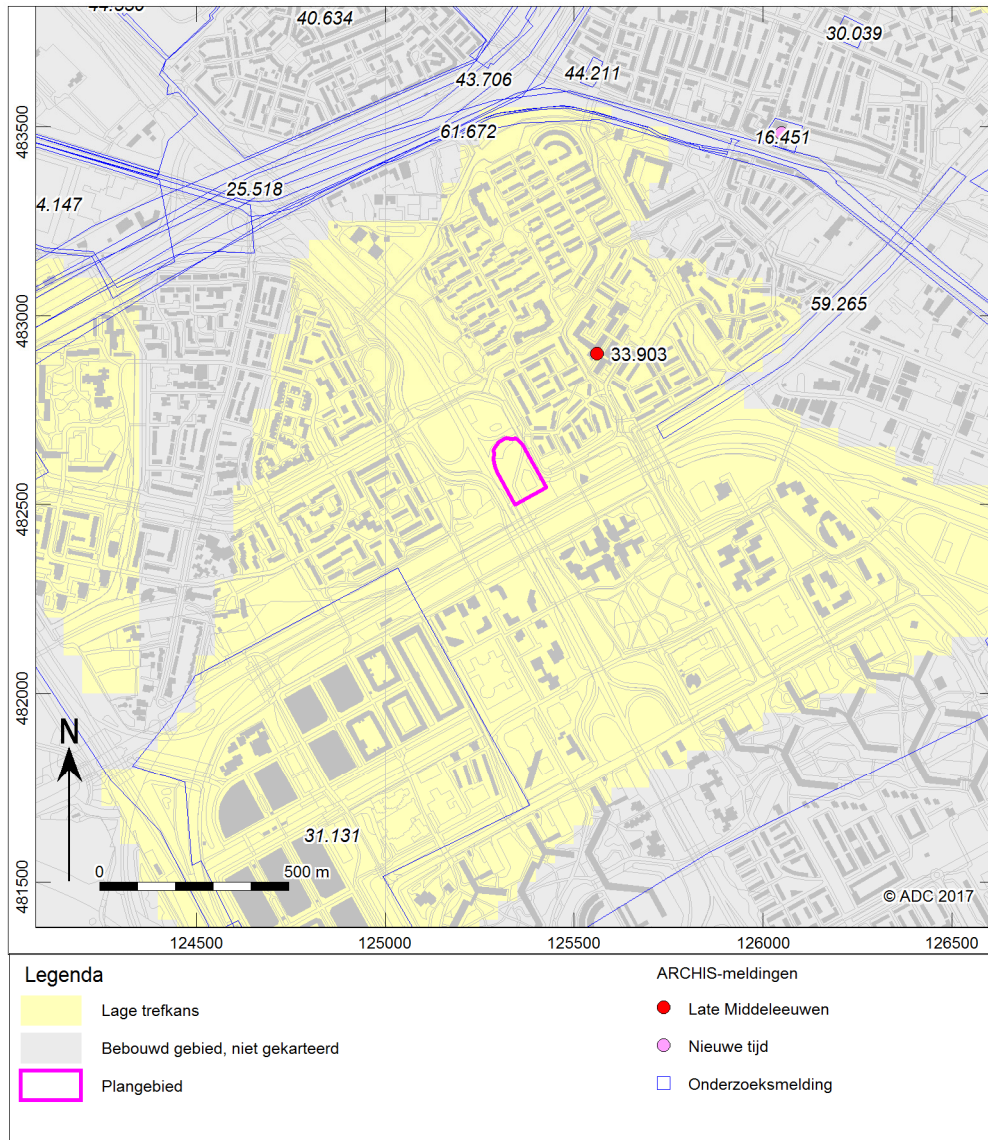 40.634
30.039
43.706
44.211
61.672
16.451
25.518
4.147
59.265
33.903
31.131
483500
483000
482500
482000
481500
N
0 500 m
© ADC 2017
124500 125000 125500 126000 126500
Legenda
Lage trefkans
Bebouwd gebied, niet gekarteerd
Plangebied
ARCHIS-meldingen
Late Middeleeuwen
Nieuwe tijd
Onderzoeksmelding